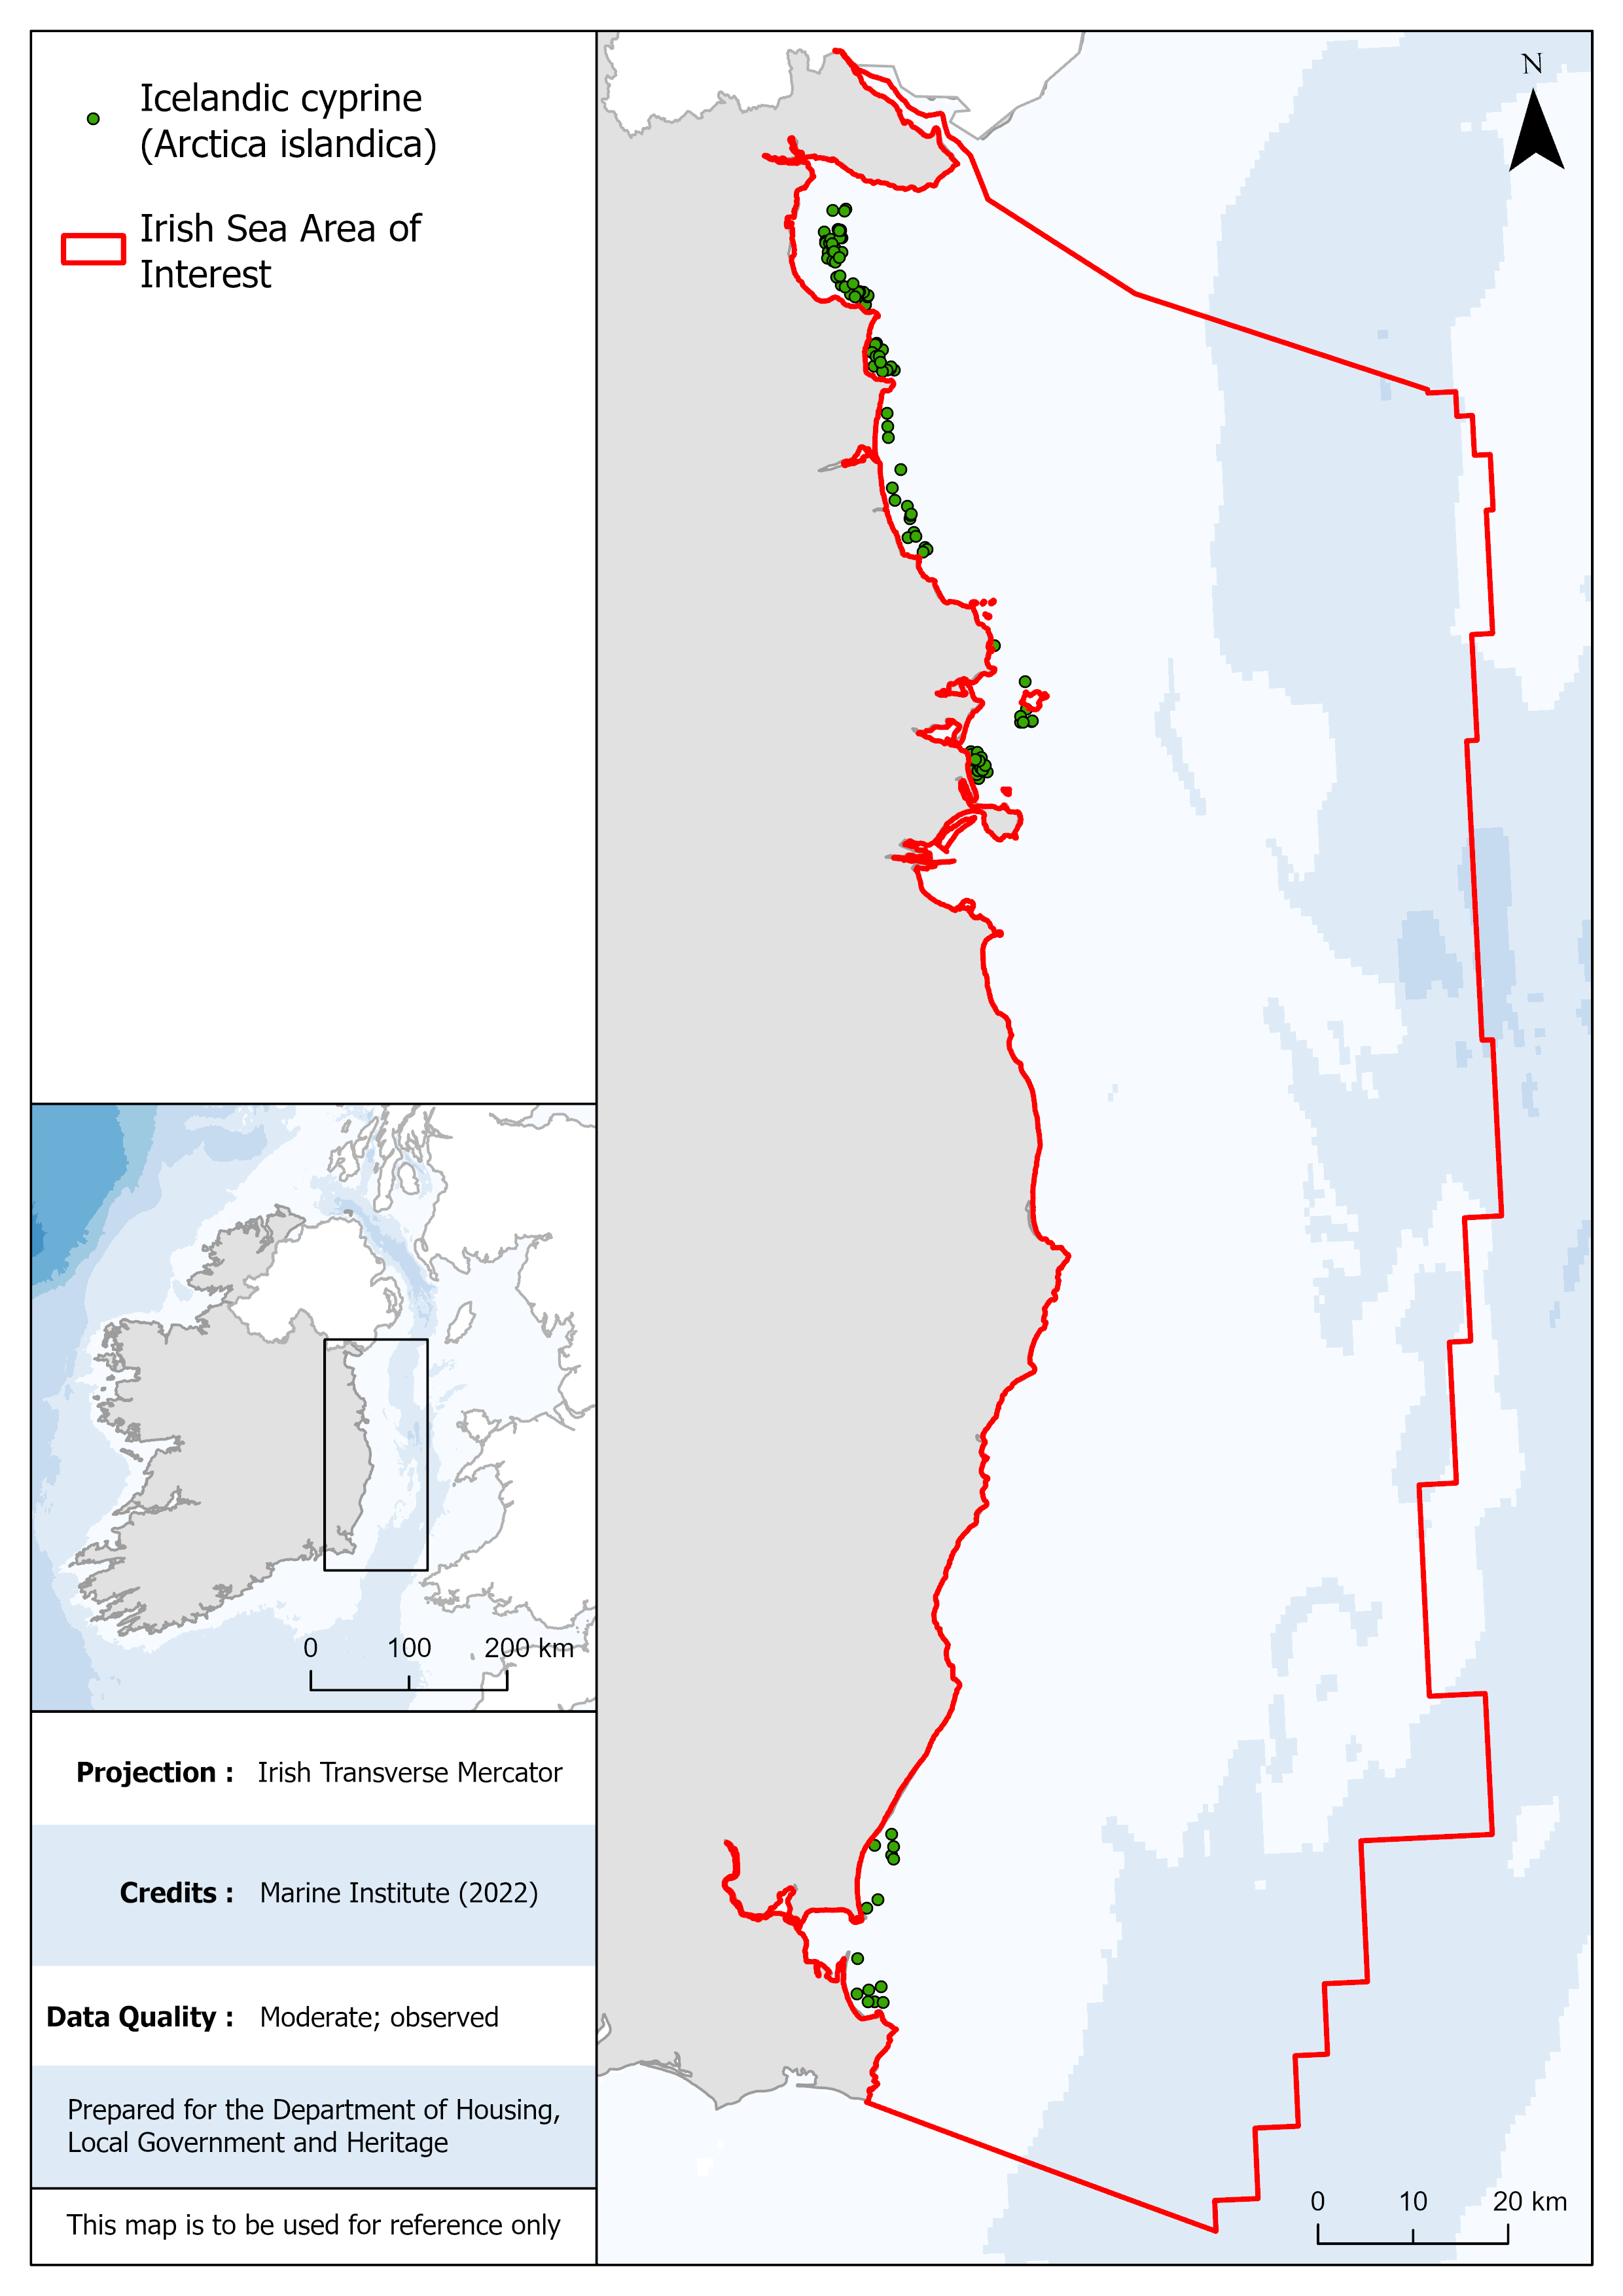 Icelandic cyprine
(Arctica islandica)
Irish Sea Area of
Interest
N
0 100 200 km
Projection : Irish Transverse Mercator
Credits : Marine Institute (2022)
Data Quality : Moderate; observed
Prepared for the Department of Housing,
Local Government and Heritage
This map is to be used for reference only
0 10 20 km